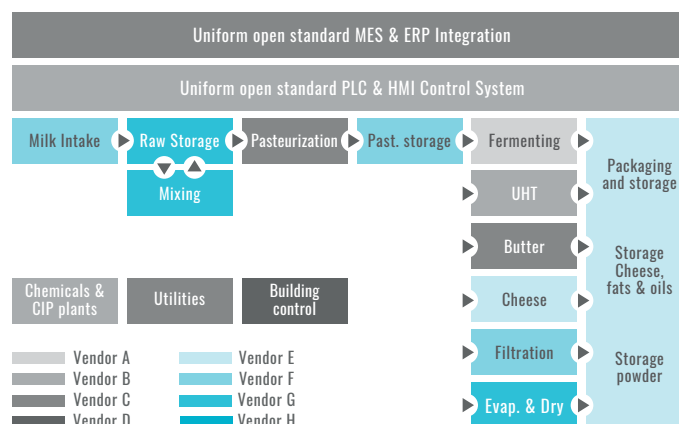 Uniform open standard MES & ERP Integration
Uniform open standard PLC & HMI Control System
Milk Intake
Raw Storage
Pasteurization
Past. storage
Fermenting
Mixing
UHT
Butter
Cheese
Filtration
Evap. & Dry
Packaging
and storage
Storage
Cheese,
fats & oils
Storage
powder
Chemicals &
CIP plants
Utilities
Building
control
Vendor A
Vendor B
Vendor C
Vendor D
Vendor E
Vendor F
Vendor G
Vendor H